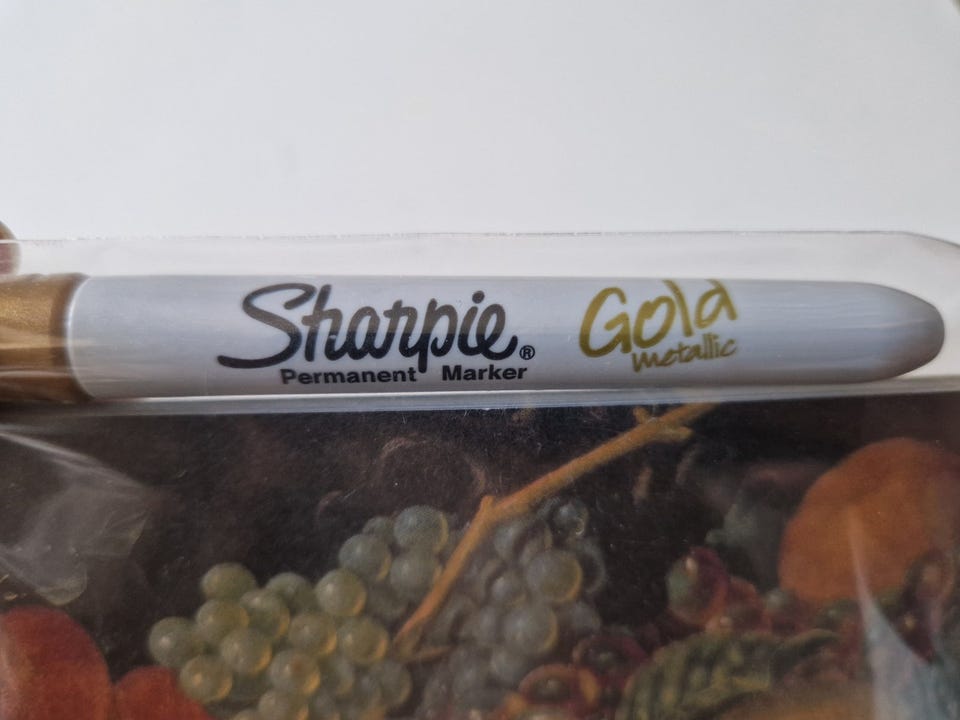 Sharpie®
Permanent Marker
Gold
metallic